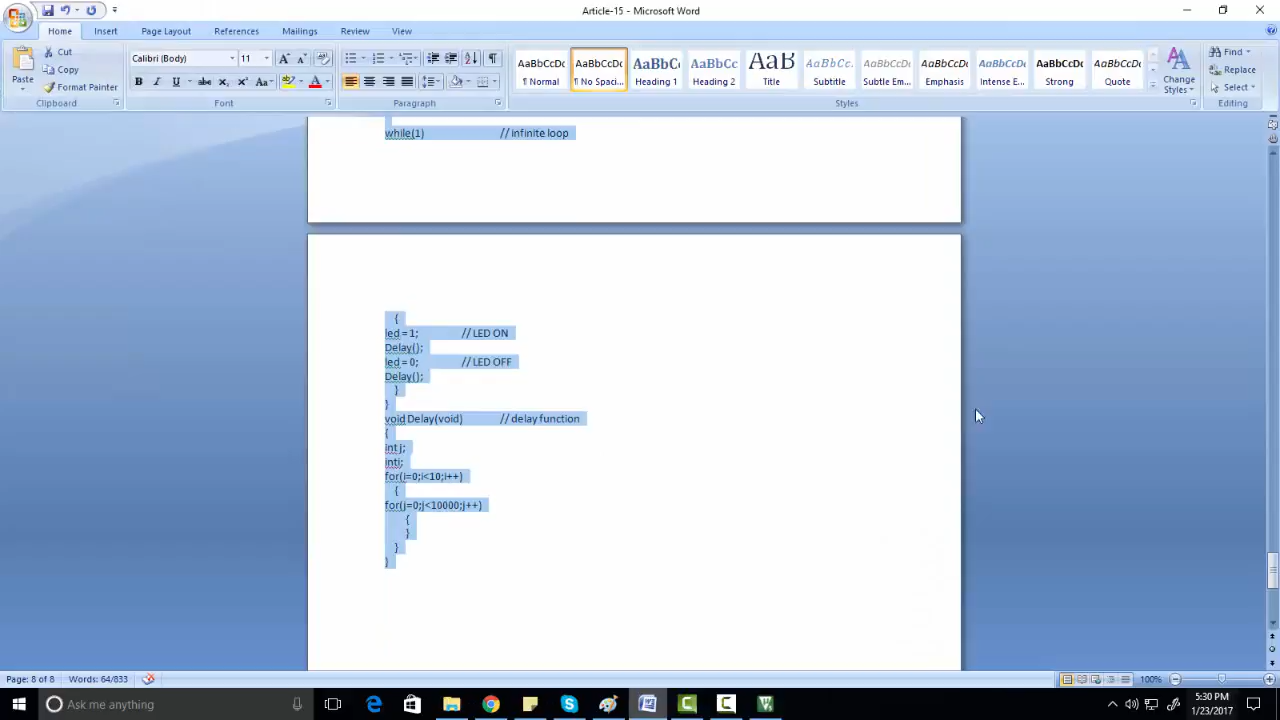 Article-15 - Microsoft Word
Home Insert Page Layout References Mailings Review View
Paste
Cut
Copy
Format Painter
Clipboard
Calibri (Body) 11
Font
Paragraph
AaBbCcDc AaBbCcDc AaBbC AaBbCc AaB AaBbCc. AaBbCcDc AaBbCcDc AaBbCcDc AaBbCcDc AaBbCcDc
¶ Normal ¶ No Spaci... Heading 1 Heading 2 Title Subtitle Subtle Em... Emphasis Intense E... Strong Quote
Change Styles
Styles
Find
Replace
Select
Editing
while(1) // infinite loop
{
led = 1; // LED ON
Delay();
led = 0; // LED OFF
Delay();
}
}
void Delay(void) // delay function
{
int j;
inti;
for(i=0;i<10;i++)
{
for(j=0;j<10000;j++)
{
}
}
}
Page: 8 of 8 Words: 64/833 100%
Ask me anything
5:30 PM
1/23/2017